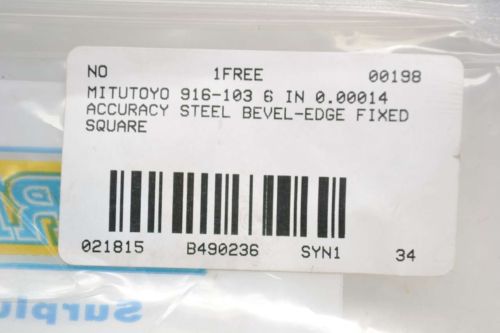 NO 1FREE 00198
MITUTOYO 916-103 6 IN 0.00014
ACCURACY STEEL BEVEL-EDGE FIXED
SQUARE
021815 B490236 SYN1 34
Surplu